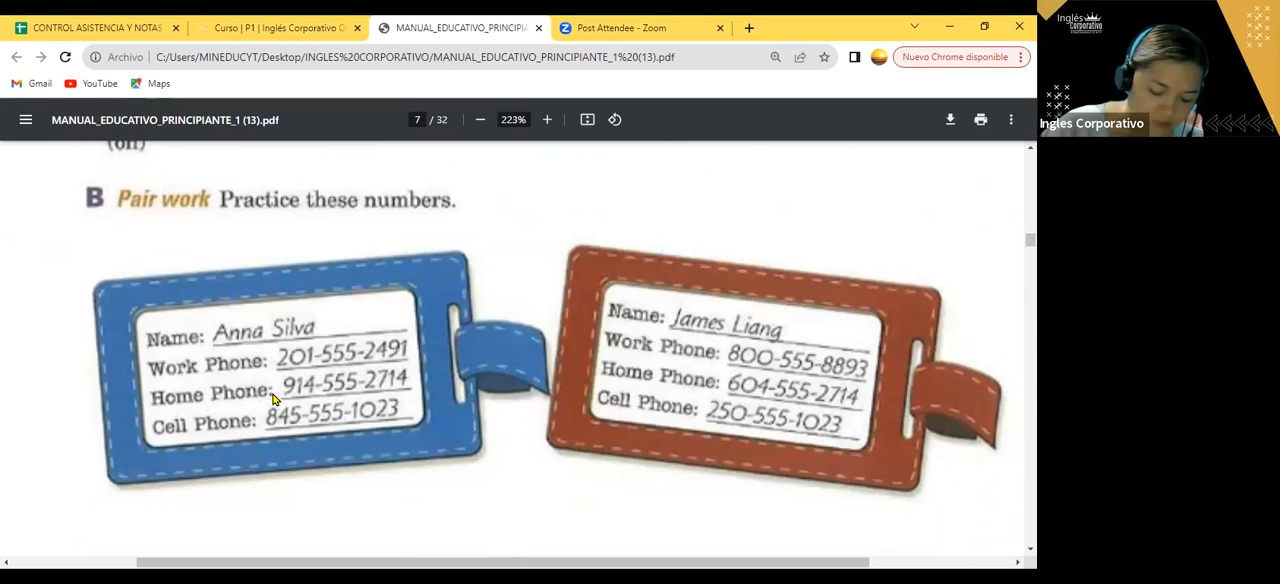 CONTROL ASISTENCIA Y NOTAS
Curso | P1 | Inglés Corporativo O
MANUAL_EDUCATIVO_PRINCIPIA
Post Attendee - Zoom
Archivo C:/Users/MINEDUCYT/Desktop/INGLES%20CORPORATIVO/MANUAL_EDUCATIVO_PRINCIPIANTE_1%20(13).pdf
Nuevo Chrome disponible
Gmail YouTube Maps
MANUAL_EDUCATIVO_PRINCIPIANTE_1 (13).pdf 7 / 32 223%
(oh)
B Pair work Practice these numbers.
Name: Anna Silva
Work Phone: 201-555-2491
Home Phone: 914-555-2714
Cell Phone: 845-555-1023
Name: James Liang
Work Phone: 800-555-8893
Home Phone: 604-555-2714
Cell Phone: 250-555-1023
Inglés
Corporativo
Ingles Corporativo